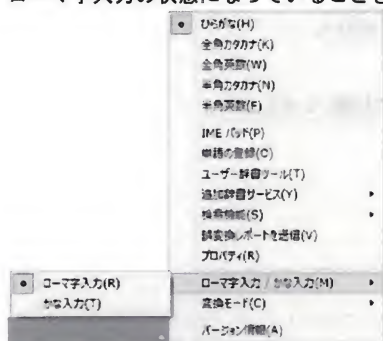 ローマ字入力の状態になっていることを
ひらがな(H)
全角カタカナ(K)
全角英数(W)
半角カタカナ(N)
半角英数(F)
IME パッド(P)
単語の登録(O)
ユーザー辞書ツール(T)
追加辞書サービス(Y)
検索機能(S)
誤変換レポートを送信(V)
プロパティ(R)
ローマ字入力 / かな入力(M)
ローマ字入力(R)
かな入力(T)
変換モード(C)
バージョン情報(A)